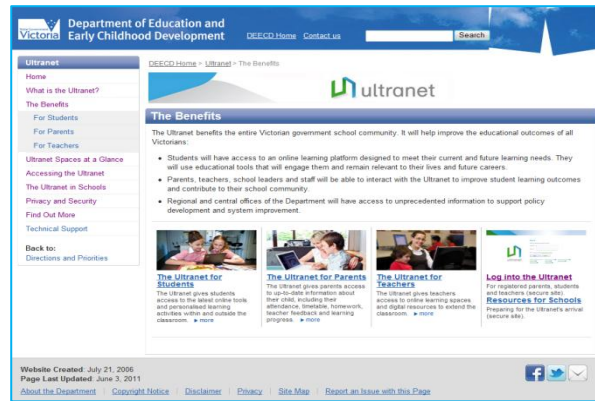 Victoria
Department of Education and
Early Childhood Development
DEECD Home Contact us
Search
Ultranet
Home
What is the Ultranet?
The Benefits
For Students
For Parents
For Teachers
Ultranet Spaces at a Glance
Accessing the Ultranet
The Ultranet in Schools
Privacy and Security
Find Out More
Technical Support
Back to:
Directions and Priorities
DEECD Home > Ultranet > The Benefits
ultranet
The Benefits
The Ultranet benefits the entire Victorian government school community. It will help improve the educational outcomes of all
Victorians:
• Students will have access to an online learning platform designed to meet their current and future learning needs. They
will use educational tools that will engage them and remain relevant to their lives and future careers.
• Parents, teachers, school leaders and staff will be able to interact with the Ultranet to improve student learning outcomes
and contribute to their school community.
• Regional and central offices of the Department will have access to unprecedented information to support policy
development and system improvement.
The Ultranet for
Students
The Ultranet gives students
access to the latest online tools
and personalised learning
activities within and outside the
classroom. ▸ more
The Ultranet for Parents
The Ultranet gives parents access
to up-to-date information about
their child, including their
attendance, timetable, homework,
teacher feedback and learning
progress. ▸ more
The Ultranet for
Teachers
The Ultranet gives teachers
access to online learning spaces
and digital resources to extend the
classroom. ▸ more
Log into the Ultranet
For registered parents, students
and teachers (secure site)
Resources for Schools
Preparing for the Ultranet's arrival
(secure site).
Website Created: July 21, 2006
Page Last Updated: June 3, 2011
About the Department | Copyright Notice | Disclaimer | Privacy | Site Map | Report an Issue with this Page